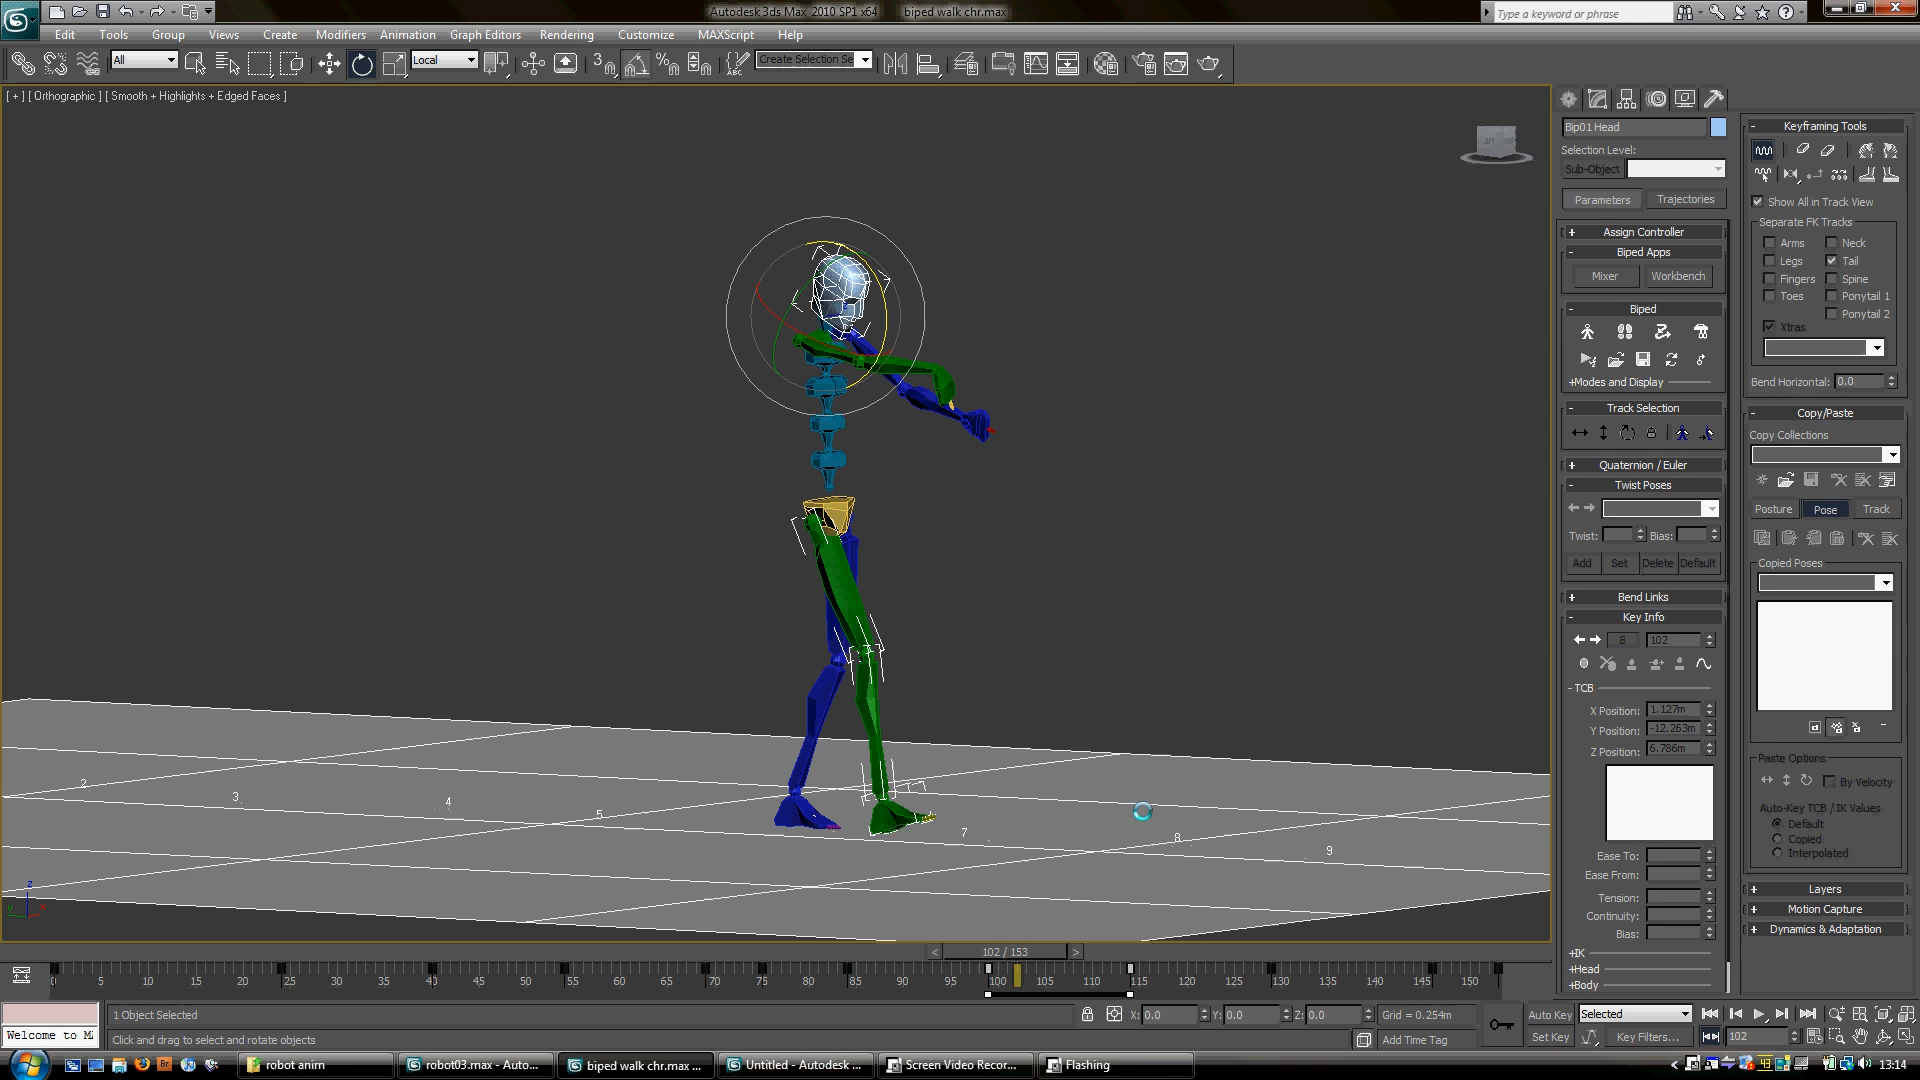 Autodesk 3ds Max  2010 SP1 x64      biped walk chr.max
Type a keyword or phrase
Edit Tools Group Views Create Modifiers Animation Graph Editors Rendering Customize MAXScript Help
All
Local
Create Selection Se
[ + ] [ Orthographic ] [ Smooth + Highlights + Edged Faces ]
Bip01 Head
Selection Level:
Sub-Object
Parameters Trajectories
+ Assign Controller
- Biped Apps
Mixer Workbench
- Biped
+Modes and Display
- Track Selection
+ Quaternion / Euler
- Twist Poses
Twist: Bias:
Add Set Delete Default
+ Bend Links
- Key Info
8 102
- TCB
X Position: 1.127m
Y Position: -12.263m
Z Position: 6.786m
Ease To:
Ease From:
Tension:
Continuity:
Bias:
+IK
+Head
+Body
- Keyframing Tools
Show All in Track View
Separate FK Tracks
Arms Neck
Legs Tail
Fingers Spine
Toes Ponytail 1
Ponytail 2
Xtras
Bend Horizontal: 0.0
- Copy/Paste
Copy Collections
Posture Pose Track
Copied Poses
Paste Options
By Velocity
Auto-Key TCB / IK Values
Default
Copied
Interpolated
+ Layers
+ Motion Capture
+ Dynamics & Adaptation
2 3 4 5 7 8 9
z
y x
< 102 / 153 >
0 5 10 15 20 25 30 35 40 45 50 55 60 65 70 75 80 85 90 95 100 105 110 115 120 125 130 135 140 145 150
1 Object Selected
X: 0.0 Y: 0.0 Z: 0.0 Grid = 0.254m
Auto Key Selected
Welcome to M
Click and drag to select and rotate objects
Add Time Tag
Set Key Key Filters... 102
robot anim
robot03.max - Auto...
biped walk chr.max ...
Untitled - Autodesk ...
Screen Video Recor...
Flashing
13:14